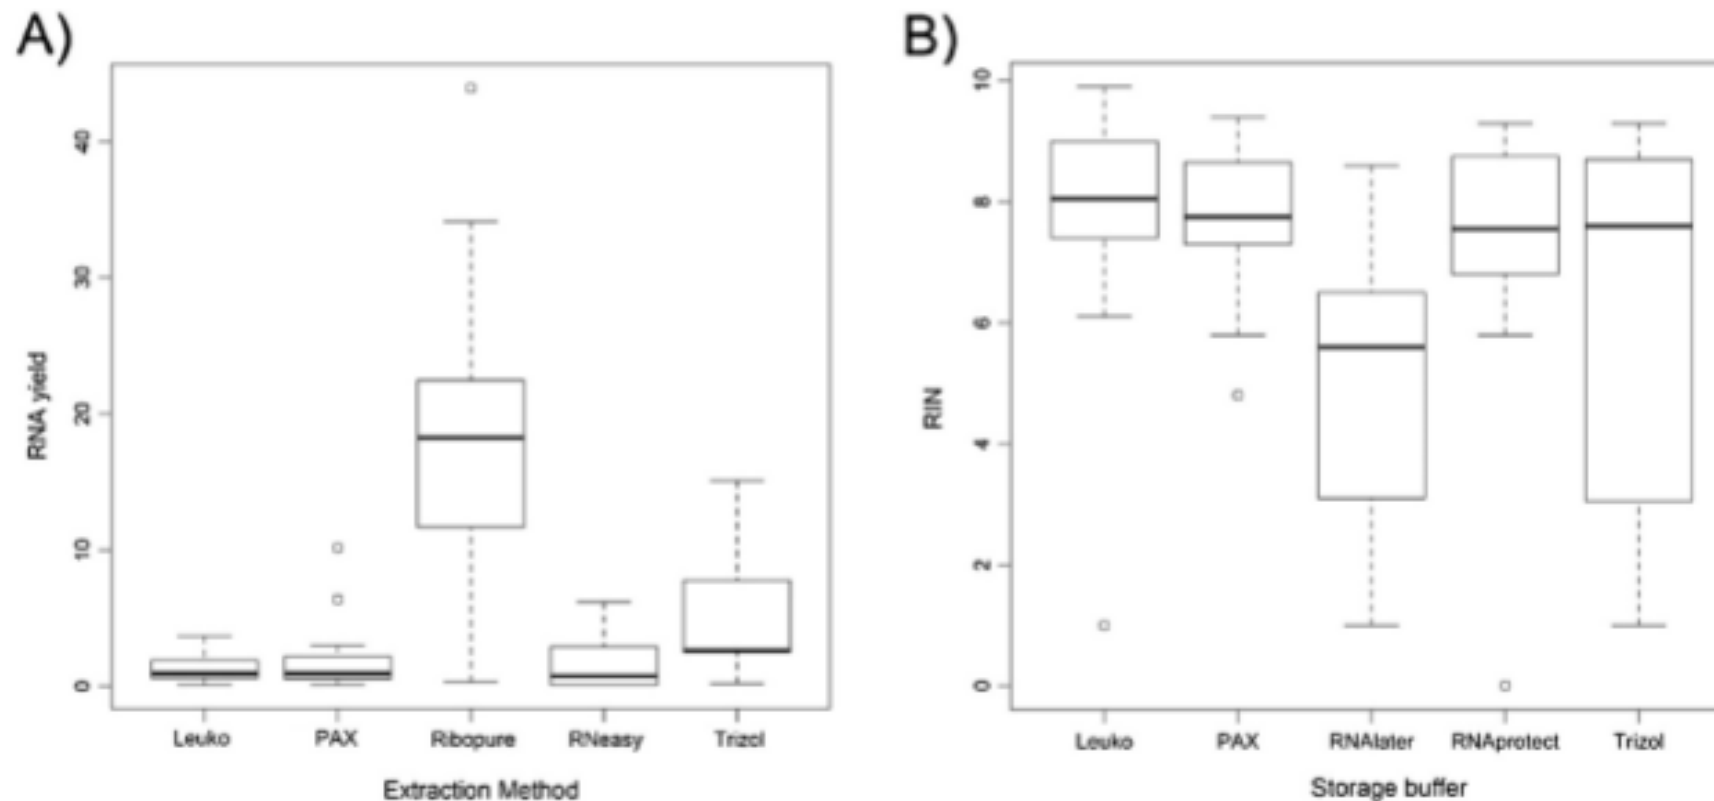 A)
B)
RNA yield
40
30
20
10
0
Leuko PAX Ribopure RNeasy Trizol
Extraction Method
RIN
10
8
6
4
2
0
Leuko PAX RNAlater RNAprotect Trizol
Storage buffer